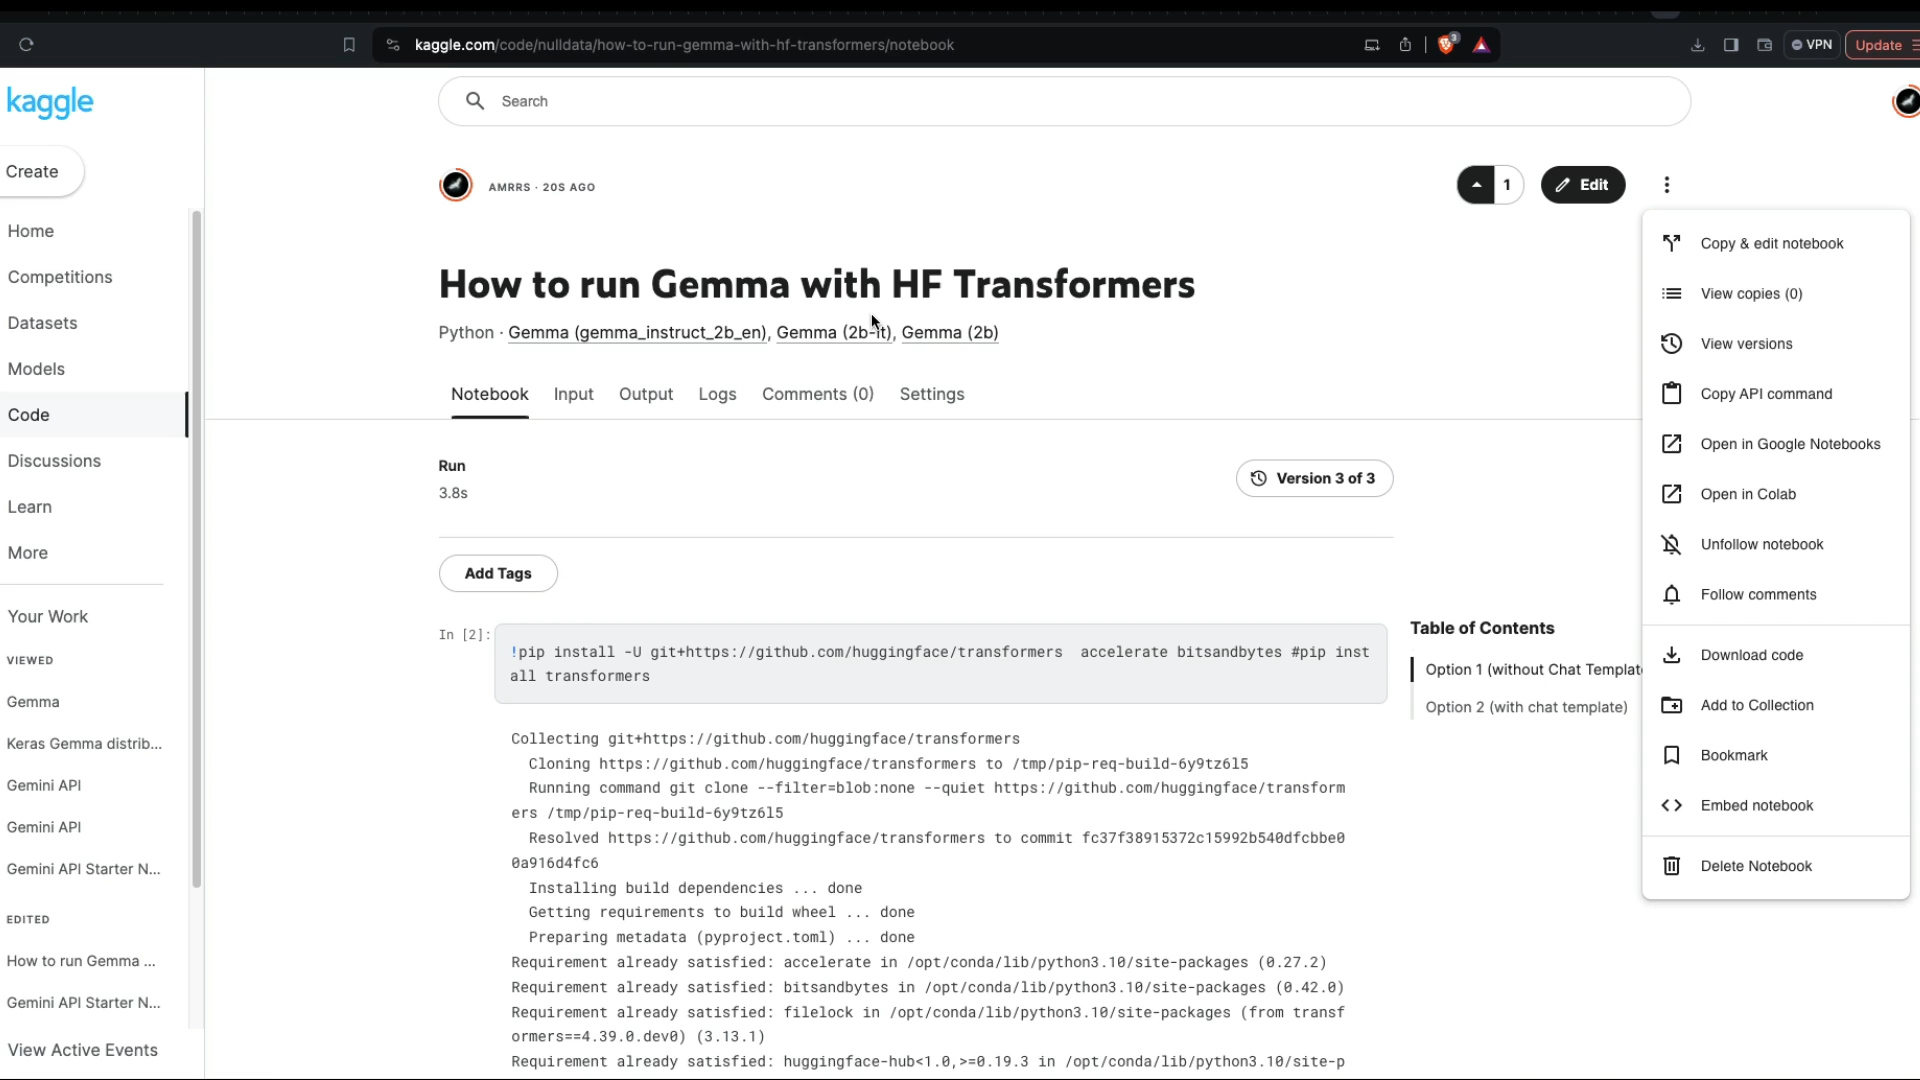 kaggle.com/code/nulldata/how-to-run-gemma-with-hf-transformers/notebook
3
VPN
Update
kaggle
Search
Create
AMRRS · 20S AGO
1
Edit
Home
Competitions
Datasets
Models
Code
Discussions
Learn
More
Your Work
VIEWED
Gemma
Keras Gemma distrib...
Gemini API
Gemini API
Gemini API Starter N...
EDITED
How to run Gemma ...
Gemini API Starter N...
View Active Events
How to run Gemma with HF Transformers
Python · Gemma (gemma_instruct_2b_en), Gemma (2b-it), Gemma (2b)
Notebook Input Output Logs Comments (0) Settings
Run
3.8s
Version 3 of 3
Add Tags
In [2]:
!pip install -U git+https://github.com/huggingface/transformers  accelerate bitsandbytes #pip inst
all transformers
Collecting git+https://github.com/huggingface/transformers
  Cloning https://github.com/huggingface/transformers to /tmp/pip-req-build-6y9tz6l5
  Running command git clone --filter=blob:none --quiet https://github.com/huggingface/transform
ers /tmp/pip-req-build-6y9tz6l5
  Resolved https://github.com/huggingface/transformers to commit fc37f38915372c15992b540dfcbbe0
0a916d4fc6
  Installing build dependencies ... done
  Getting requirements to build wheel ... done
  Preparing metadata (pyproject.toml) ... done
Requirement already satisfied: accelerate in /opt/conda/lib/python3.10/site-packages (0.27.2)
Requirement already satisfied: bitsandbytes in /opt/conda/lib/python3.10/site-packages (0.42.0)
Requirement already satisfied: filelock in /opt/conda/lib/python3.10/site-packages (from transf
ormers==4.39.0.dev0) (3.13.1)
Requirement already satisfied: huggingface-hub<1.0,>=0.19.3 in /opt/conda/lib/python3.10/site-p
Table of Contents
Option 1 (without Chat Template
Option 2 (with chat template)
Copy & edit notebook
View copies (0)
View versions
Copy API command
Open in Google Notebooks
Open in Colab
Unfollow notebook
Follow comments
Download code
Add to Collection
Bookmark
Embed notebook
Delete Notebook